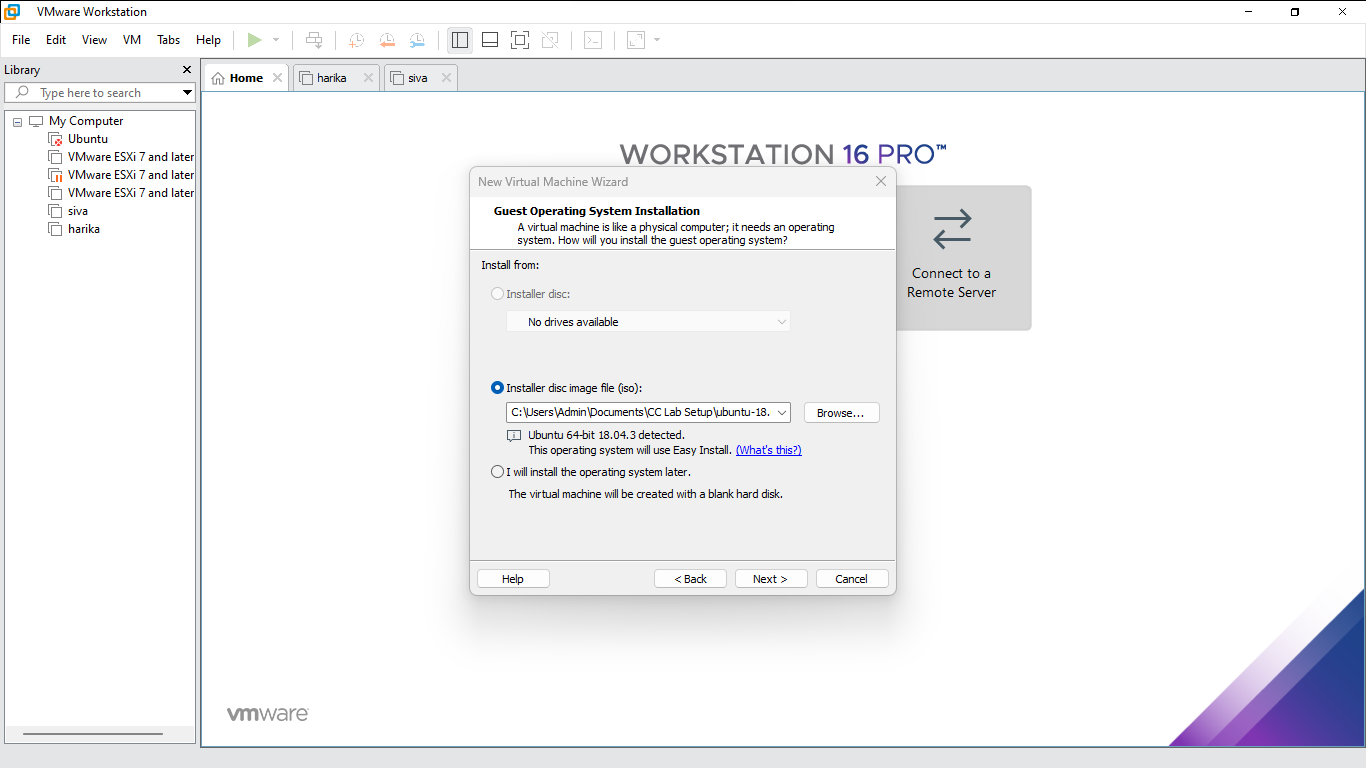 VMware Workstation
File Edit View VM Tabs Help
Library
Type here to search
My Computer
Ubuntu
VMware ESXi 7 and later
VMware ESXi 7 and later
VMware ESXi 7 and later
siva
harika
Home
harika
siva
WORKSTATION 16 PRO™
New Virtual Machine Wizard
Guest Operating System Installation
A virtual machine is like a physical computer; it needs an operating
system. How will you install the guest operating system?
Install from:
Installer disc:
No drives available
Installer disc image file (iso):
C:\Users\Admin\Documents\CC Lab Setup\ubuntu-18.
Browse...
Ubuntu 64-bit 18.04.3 detected.
This operating system will use Easy Install. (What's this?)
I will install the operating system later.
The virtual machine will be created with a blank hard disk.
Help
< Back
Next >
Cancel
Connect to a
Remote Server
vmware